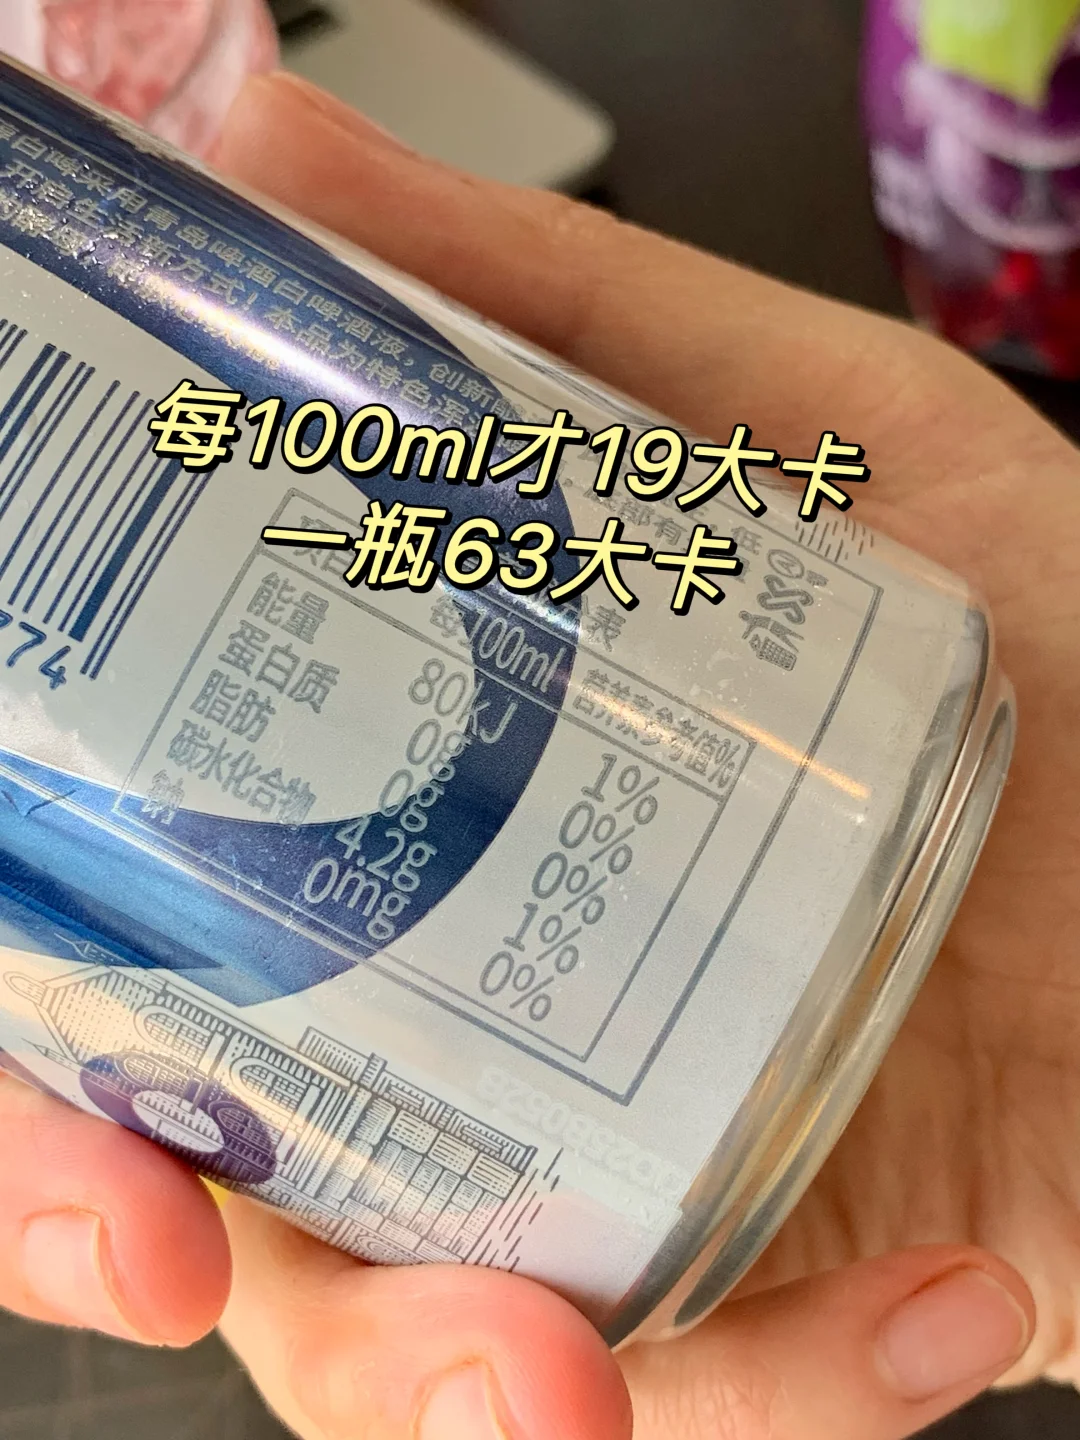 白啤采用青岛啤酒白啤酒液，创新
开启生活新方式！本品为特色
每100ml才19大卡
一瓶63大卡
项目 每100ml 营养素参考值%
能量 80kJ 1%
蛋白质 0g 0%
脂肪 0g 0%
碳水化合物 4.2g 1%
钠 0mg 0%
774